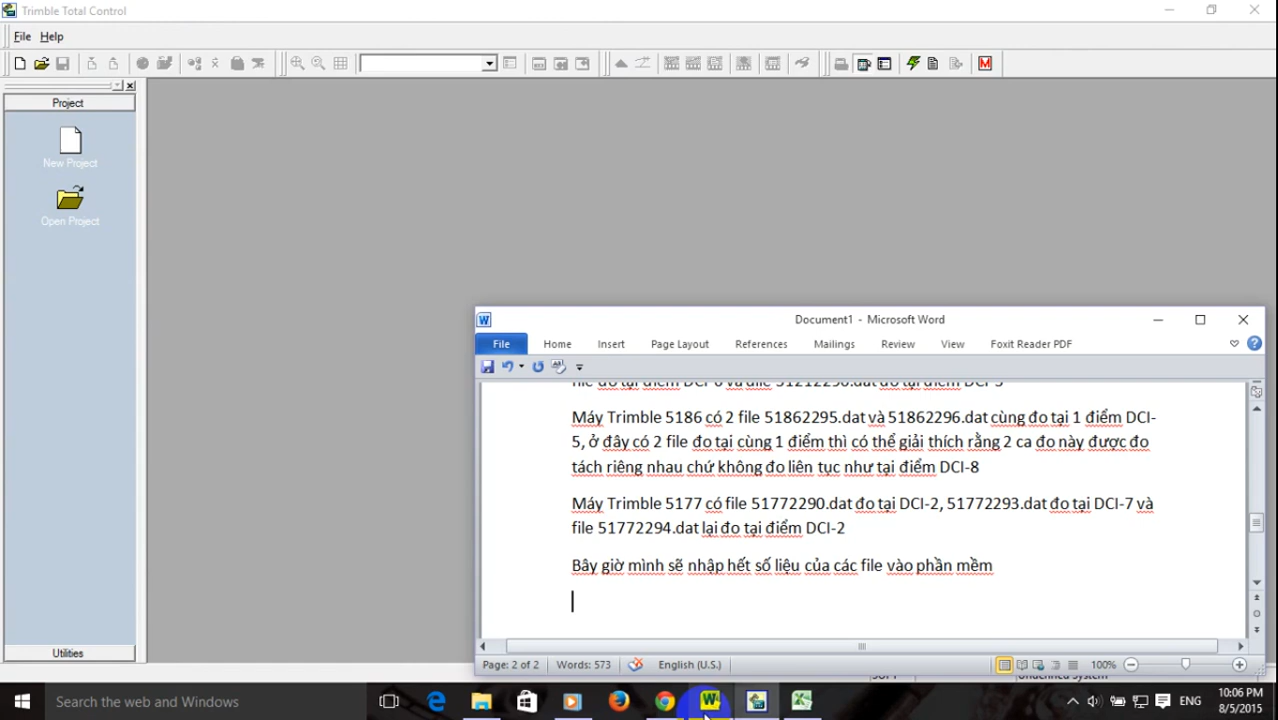 Trimble Total Control
File Help
Project
New Project
Open Project
Utilities
Document1 - Microsoft Word
File Home Insert Page Layout References Mailings Review View Foxit Reader PDF
Máy Trimble 5186 có 2 file 51862295.dat và 51862296.dat cùng đo tại 1 điểm DCI-
5, ở đây có 2 file đo tại cùng 1 điểm thì có thể giải thích rằng 2 ca đo này được đo
tách riêng nhau chứ không đo liên tục như tại điểm DCI-8
Máy Trimble 5177 có file 51772290.dat đo tại DCI-2, 51772293.dat đo tại DCI-7 và
file 51772294.dat lại đo tại điểm DCI-2
Bây giờ mình sẽ nhập hết số liệu của các file vào phần mềm
Page: 2 of 2 Words: 573 English (U.S.) 100%
Search the web and Windows
ENG
10:06 PM
8/5/2015